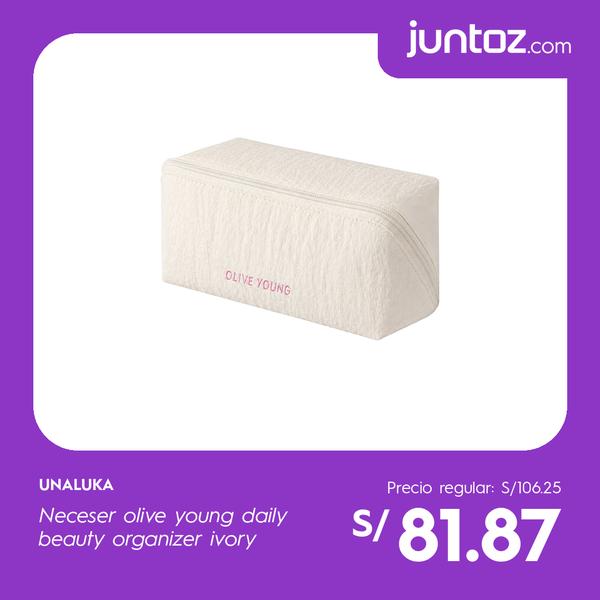 juntoz.com
OLIVE YOUNG
UNALUKA
Neceser olive young daily
beauty organizer ivory
Precio regular: S/106.25
S/ 81.87